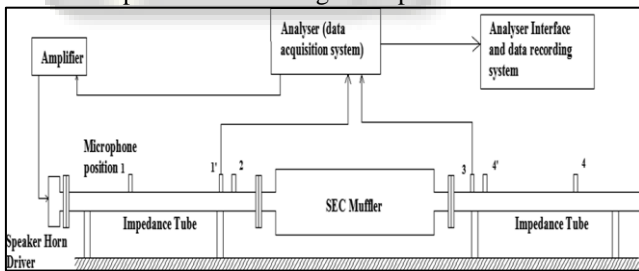 Analyser (data
acquisition system)
Analyser Interface
and data recording
system
Amplifier
Microphone
position 1
1'
2
3
4'
4
SEC Muffler
Impedance Tube
Impedance Tube
Speaker Horn
Driver